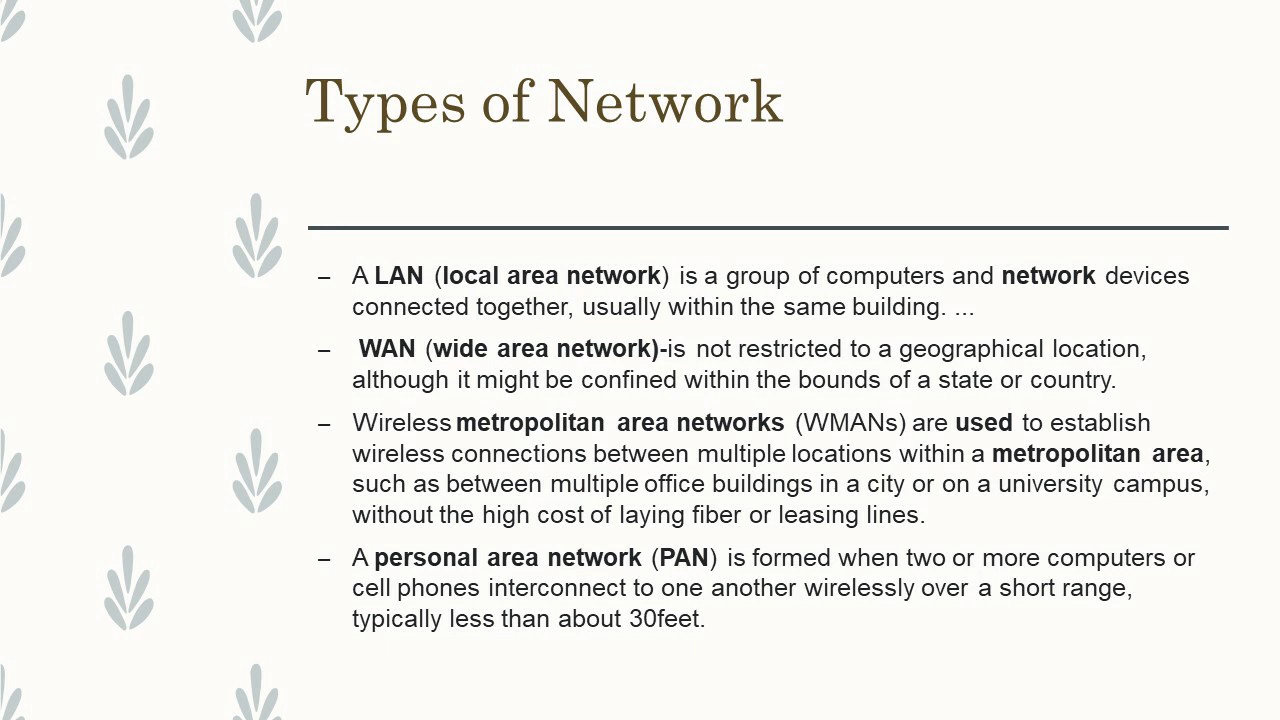 Types of Network
– A LAN (local area network) is a group of computers and network devices
connected together, usually within the same building. ...
– WAN (wide area network)-is not restricted to a geographical location,
although it might be confined within the bounds of a state or country.
– Wireless metropolitan area networks (WMANs) are used to establish
wireless connections between multiple locations within a metropolitan area,
such as between multiple office buildings in a city or on a university campus,
without the high cost of laying fiber or leasing lines.
– A personal area network (PAN) is formed when two or more computers or
cell phones interconnect to one another wirelessly over a short range,
typically less than about 30feet.